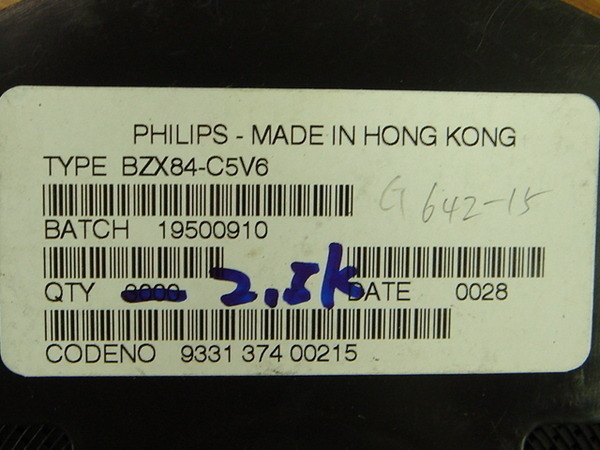 PHILIPS - MADE IN HONG KONG
TYPE BZX84-C5V6
G 642-15
BATCH 19500910
QTY 3000 2,5k DATE 0028
CODENO 9331 374 00215